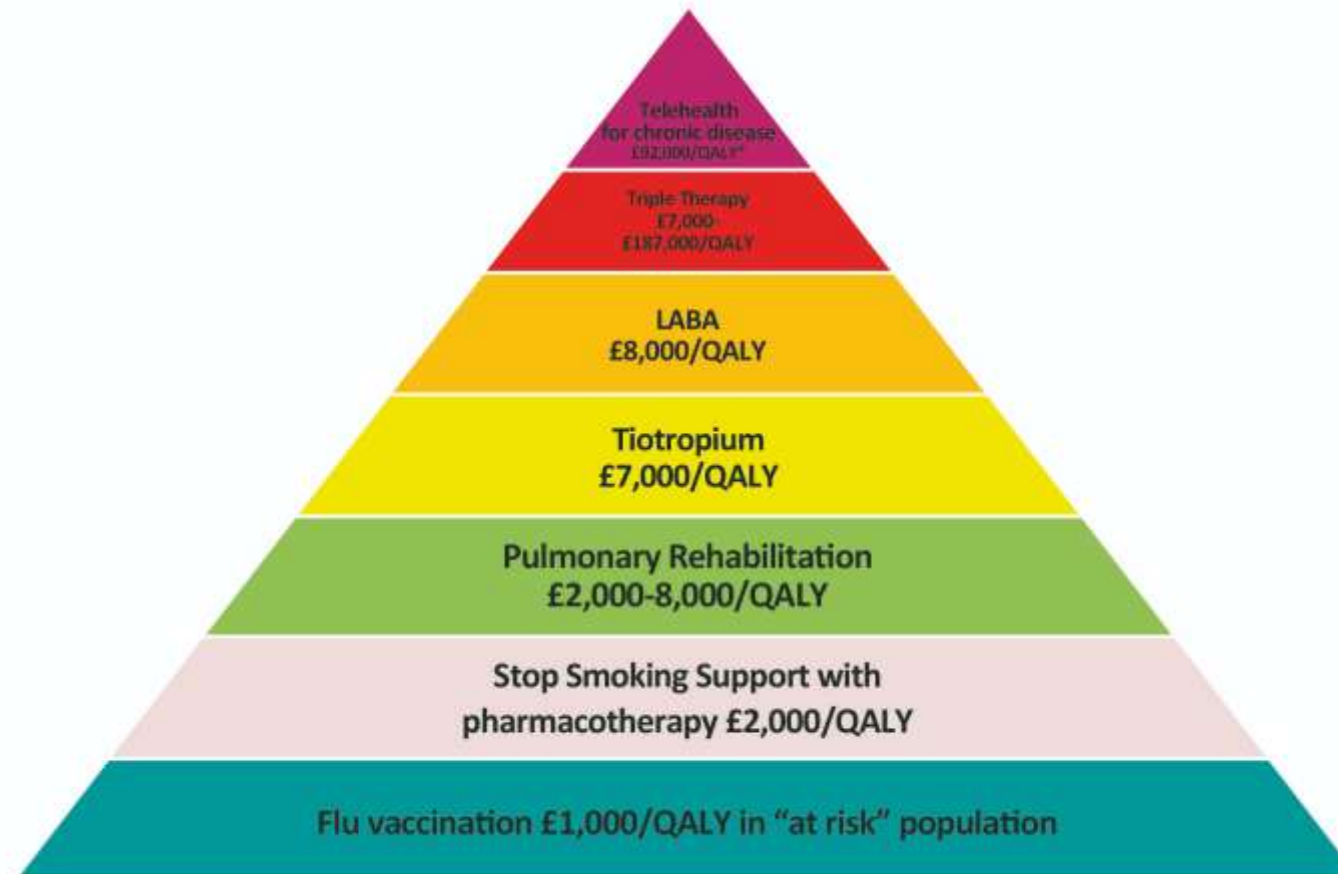 Telehealth
for chronic disease
£92,000/QALY*
Triple Therapy
£7,000-
£187,000/QALY
LABA
£8,000/QALY
Tiotropium
£7,000/QALY
Pulmonary Rehabilitation
£2,000-8,000/QALY
Stop Smoking Support with
pharmacotherapy £2,000/QALY
Flu vaccination £1,000/QALY in “at risk” population